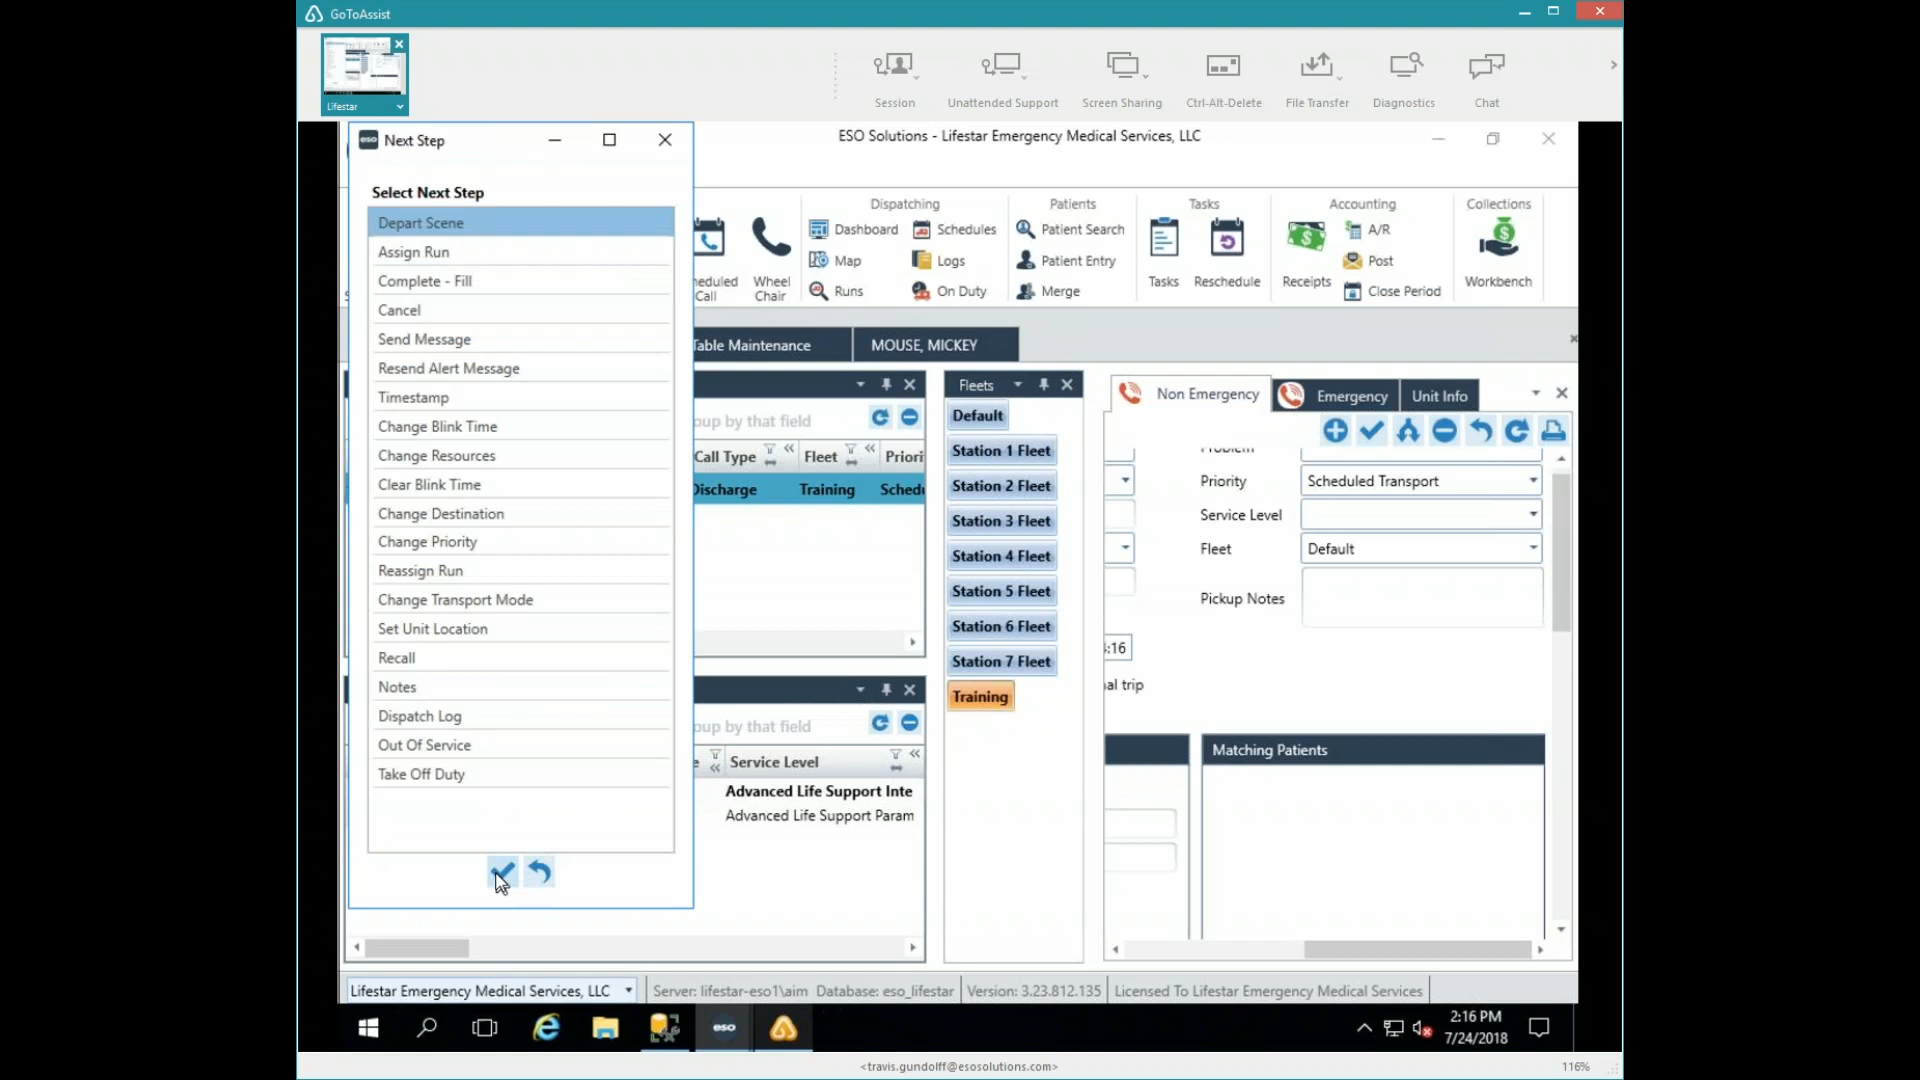 GoToAssist
Lifestar
Session
Unattended Support
Screen Sharing
Ctrl-Alt-Delete
File Transfer
Diagnostics
Chat
eso Next Step
ESO Solutions - Lifestar Emergency Medical Services, LLC
Select Next Step
Depart Scene
Assign Run
Complete - Fill
Cancel
Send Message
Resend Alert Message
Timestamp
Change Blink Time
Change Resources
Clear Blink Time
Change Destination
Change Priority
Reassign Run
Change Transport Mode
Set Unit Location
Recall
Notes
Dispatch Log
Out Of Service
Take Off Duty
eduled
Call
Wheel
Chair
Dispatching
Dashboard
Schedules
Map
Logs
Runs
On Duty
Patients
Patient Search
Patient Entry
Merge
Tasks
Tasks
Reschedule
Accounting
Receipts
A/R
Post
Close Period
Collections
Workbench
Table Maintenance
MOUSE, MICKEY
oup by that field
Call Type
Fleet
Priori
Discharge
Training
Schedu
oup by that field
e
Service Level
Advanced Life Support Inte
Advanced Life Support Param
Fleets
Default
Station 1 Fleet
Station 2 Fleet
Station 3 Fleet
Station 4 Fleet
Station 5 Fleet
Station 6 Fleet
Station 7 Fleet
Training
Non Emergency
Emergency
Unit Info
Problem
Priority
Scheduled Transport
Service Level
Fleet
Default
Pickup Notes
:16
al trip
Matching Patients
Lifestar Emergency Medical Services, LLC
Server: lifestar-eso1\aim Database: eso_lifestar
Version: 3.23.812.135
Licensed To Lifestar Emergency Medical Services
eso
2:16 PM
7/24/2018
<travis.gundolff@esosolutions.com>
116%